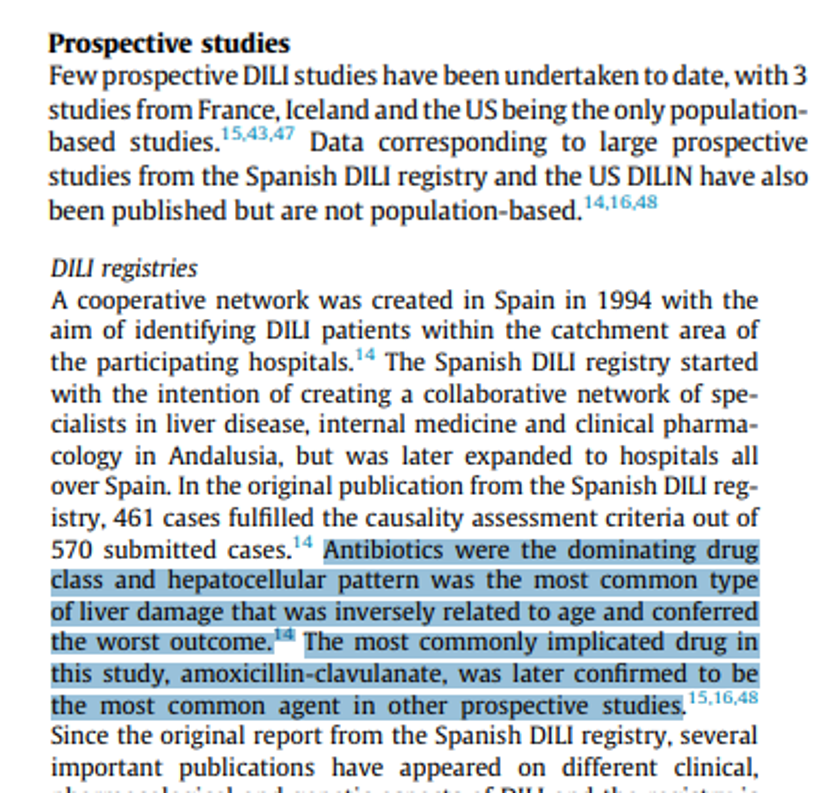 Prospective studies
Few prospective DILI studies have been undertaken to date, with 3
studies from France, Iceland and the US being the only population-
based studies.15,43,47 Data corresponding to large prospective
studies from the Spanish DILI registry and the US DILIN have also
been published but are not population-based.14,16,48
DILI registries
A cooperative network was created in Spain in 1994 with the
aim of identifying DILI patients within the catchment area of
the participating hospitals.14 The Spanish DILI registry started
with the intention of creating a collaborative network of spe-
cialists in liver disease, internal medicine and clinical pharma-
cology in Andalusia, but was later expanded to hospitals all
over Spain. In the original publication from the Spanish DILI reg-
istry, 461 cases fulfilled the causality assessment criteria out of
570 submitted cases.14 Antibiotics were the dominating drug
class and hepatocellular pattern was the most common type
of liver damage that was inversely related to age and conferred
the worst outcome.14 The most commonly implicated drug in
this study, amoxicillin-clavulanate, was later confirmed to be
the most common agent in other prospective studies.15,16,48
Since the original report from the Spanish DILI registry, several
important publications have appeared on different clinical,